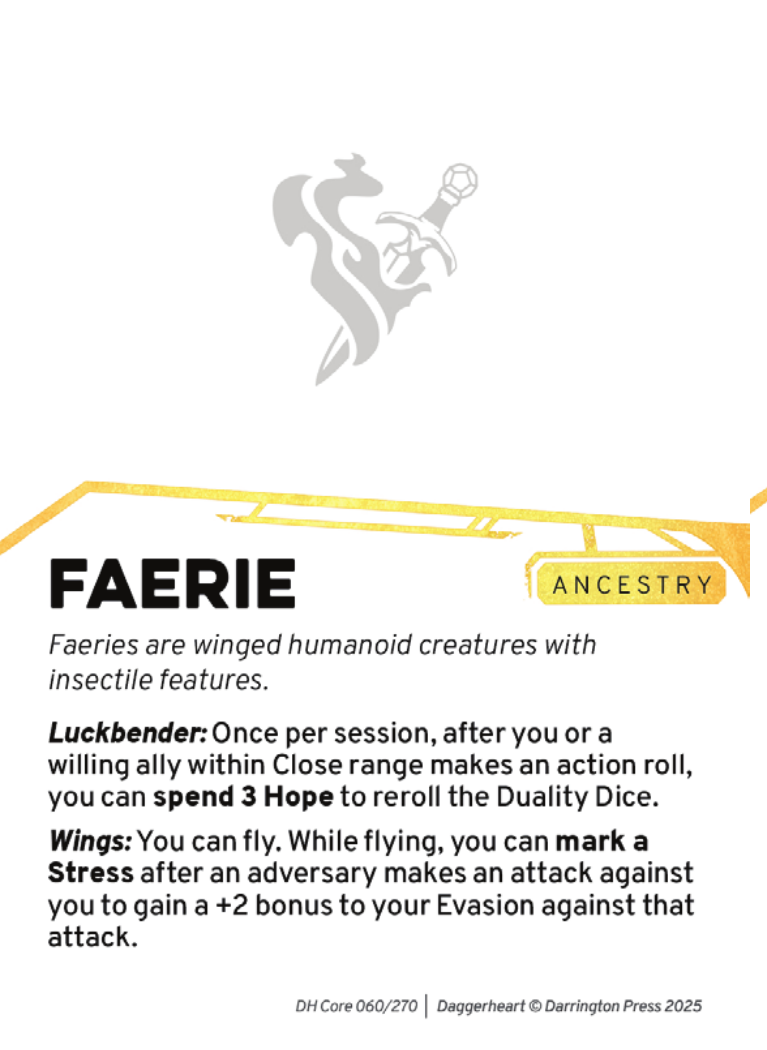 FAERIE
ANCESTRY
Faeries are winged humanoid creatures with
insectile features.
Luckbender: Once per session, after you or a
willing ally within Close range makes an action roll,
you can spend 3 Hope to reroll the Duality Dice.
Wings: You can fly. While flying, you can mark a
Stress after an adversary makes an attack against
you to gain a +2 bonus to your Evasion against that
attack.
DH Core 060/270 | Daggerheart © Darrington Press 2025